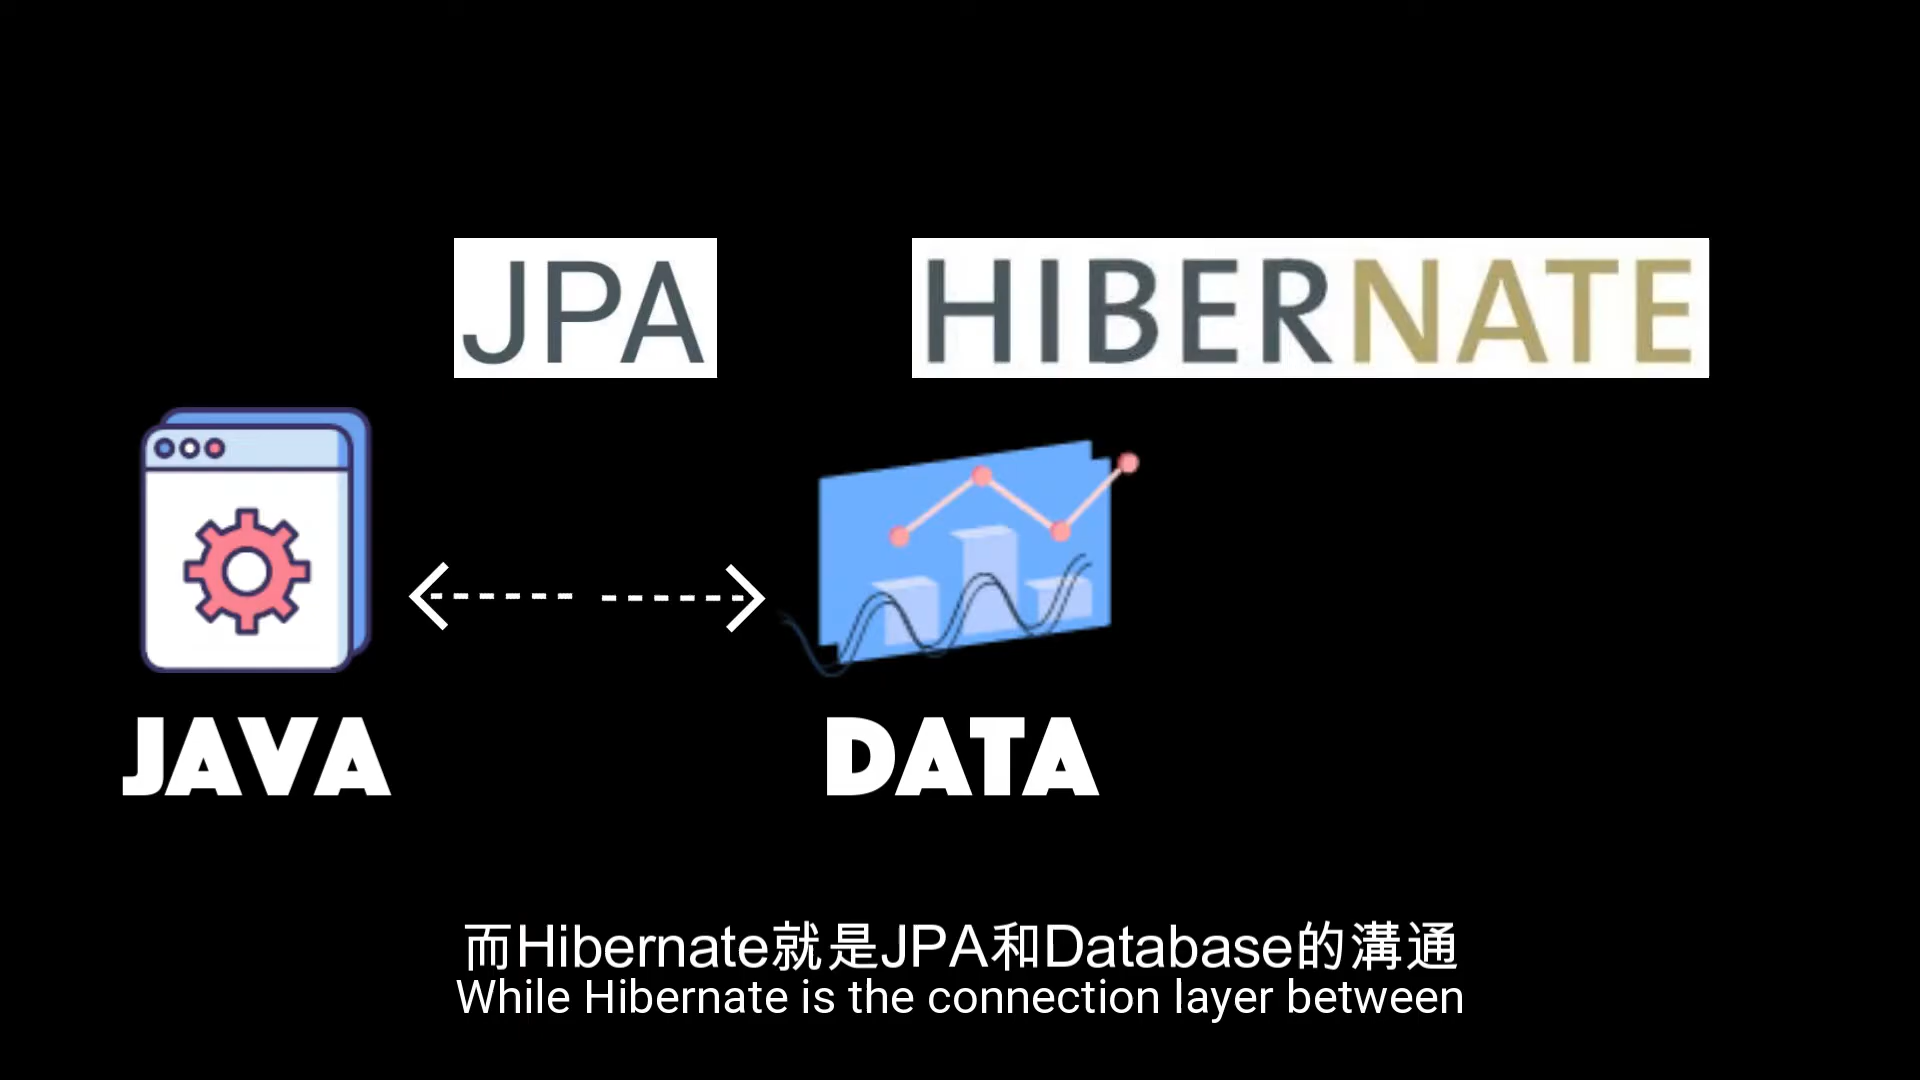 JPA
HIBERNATE
JAVA
DATA
而Hibernate就是JPA和Database的溝通
While Hibernate is the connection layer between